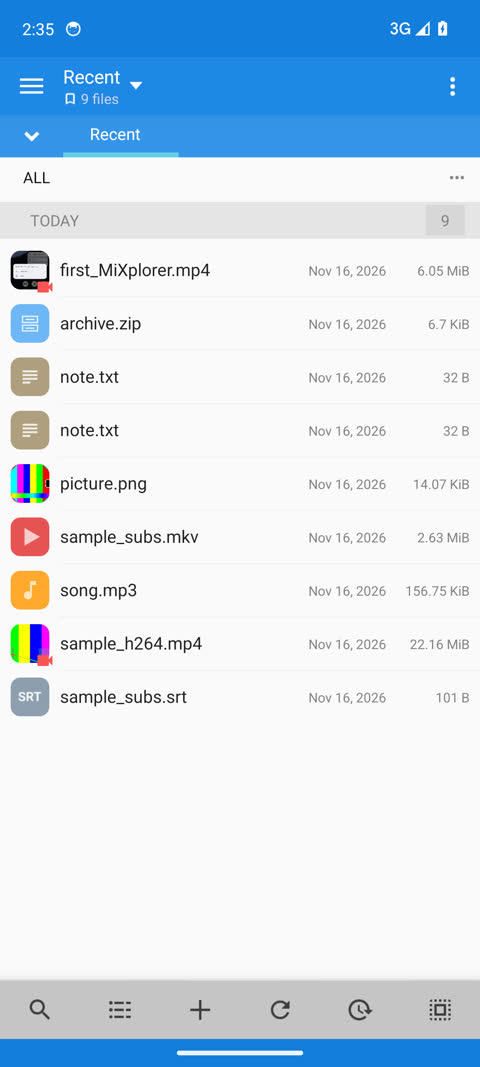 2:35
3G
Recent
9 files
Recent
ALL
TODAY
9
first_MiXplorer.mp4 Nov 16, 2026 6.05 MiB
archive.zip Nov 16, 2026 6.7 KiB
note.txt Nov 16, 2026 32 B
note.txt Nov 16, 2026 32 B
picture.png Nov 16, 2026 14.07 KiB
sample_subs.mkv Nov 16, 2026 2.63 MiB
song.mp3 Nov 16, 2026 156.75 KiB
sample_h264.mp4 Nov 16, 2026 22.16 MiB
SRT sample_subs.srt Nov 16, 2026 101 B